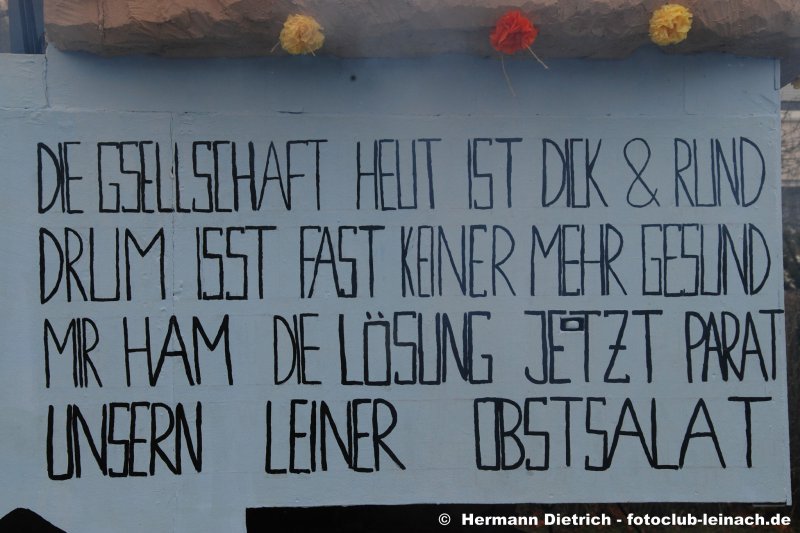 DIE GSELLSCHAFT HEUT IST DICK & RUND
DRUM ISST FAST KEINER MEHR GESUND
MIR HAM DIE LÖSUNG JETZT PARAT
UNSERN LEINER OBSTSALAT
© Hermann Dietrich - fotoclub-leinach.de